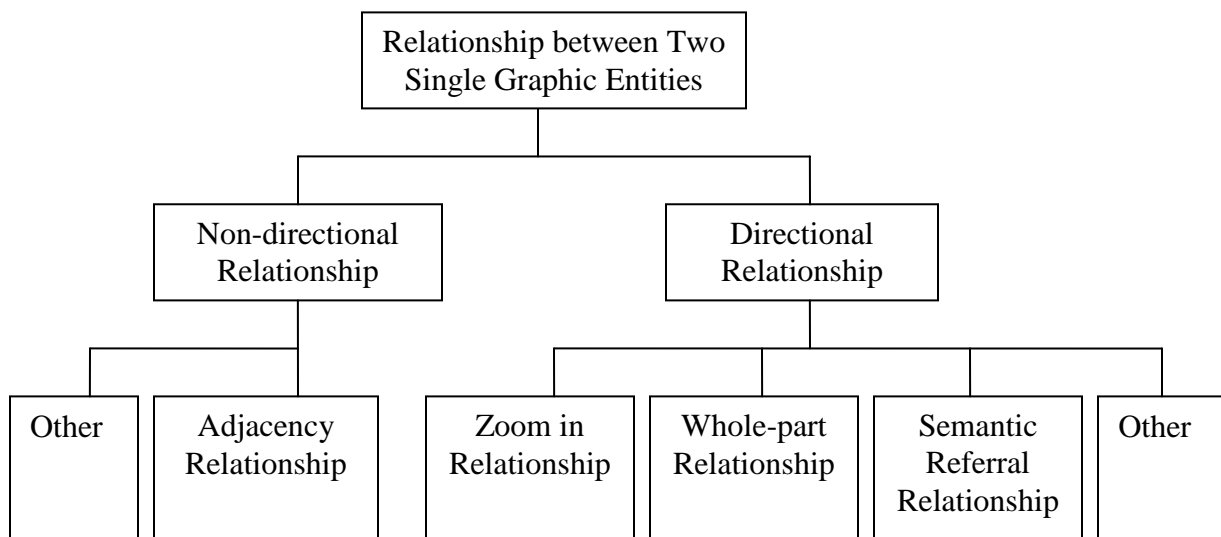 Relationship between Two
Single Graphic Entities
Non-directional
Relationship
Directional
Relationship
Other
Adjacency
Relationship
Zoom in
Relationship
Whole-part
Relationship
Semantic
Referral
Relationship
Other